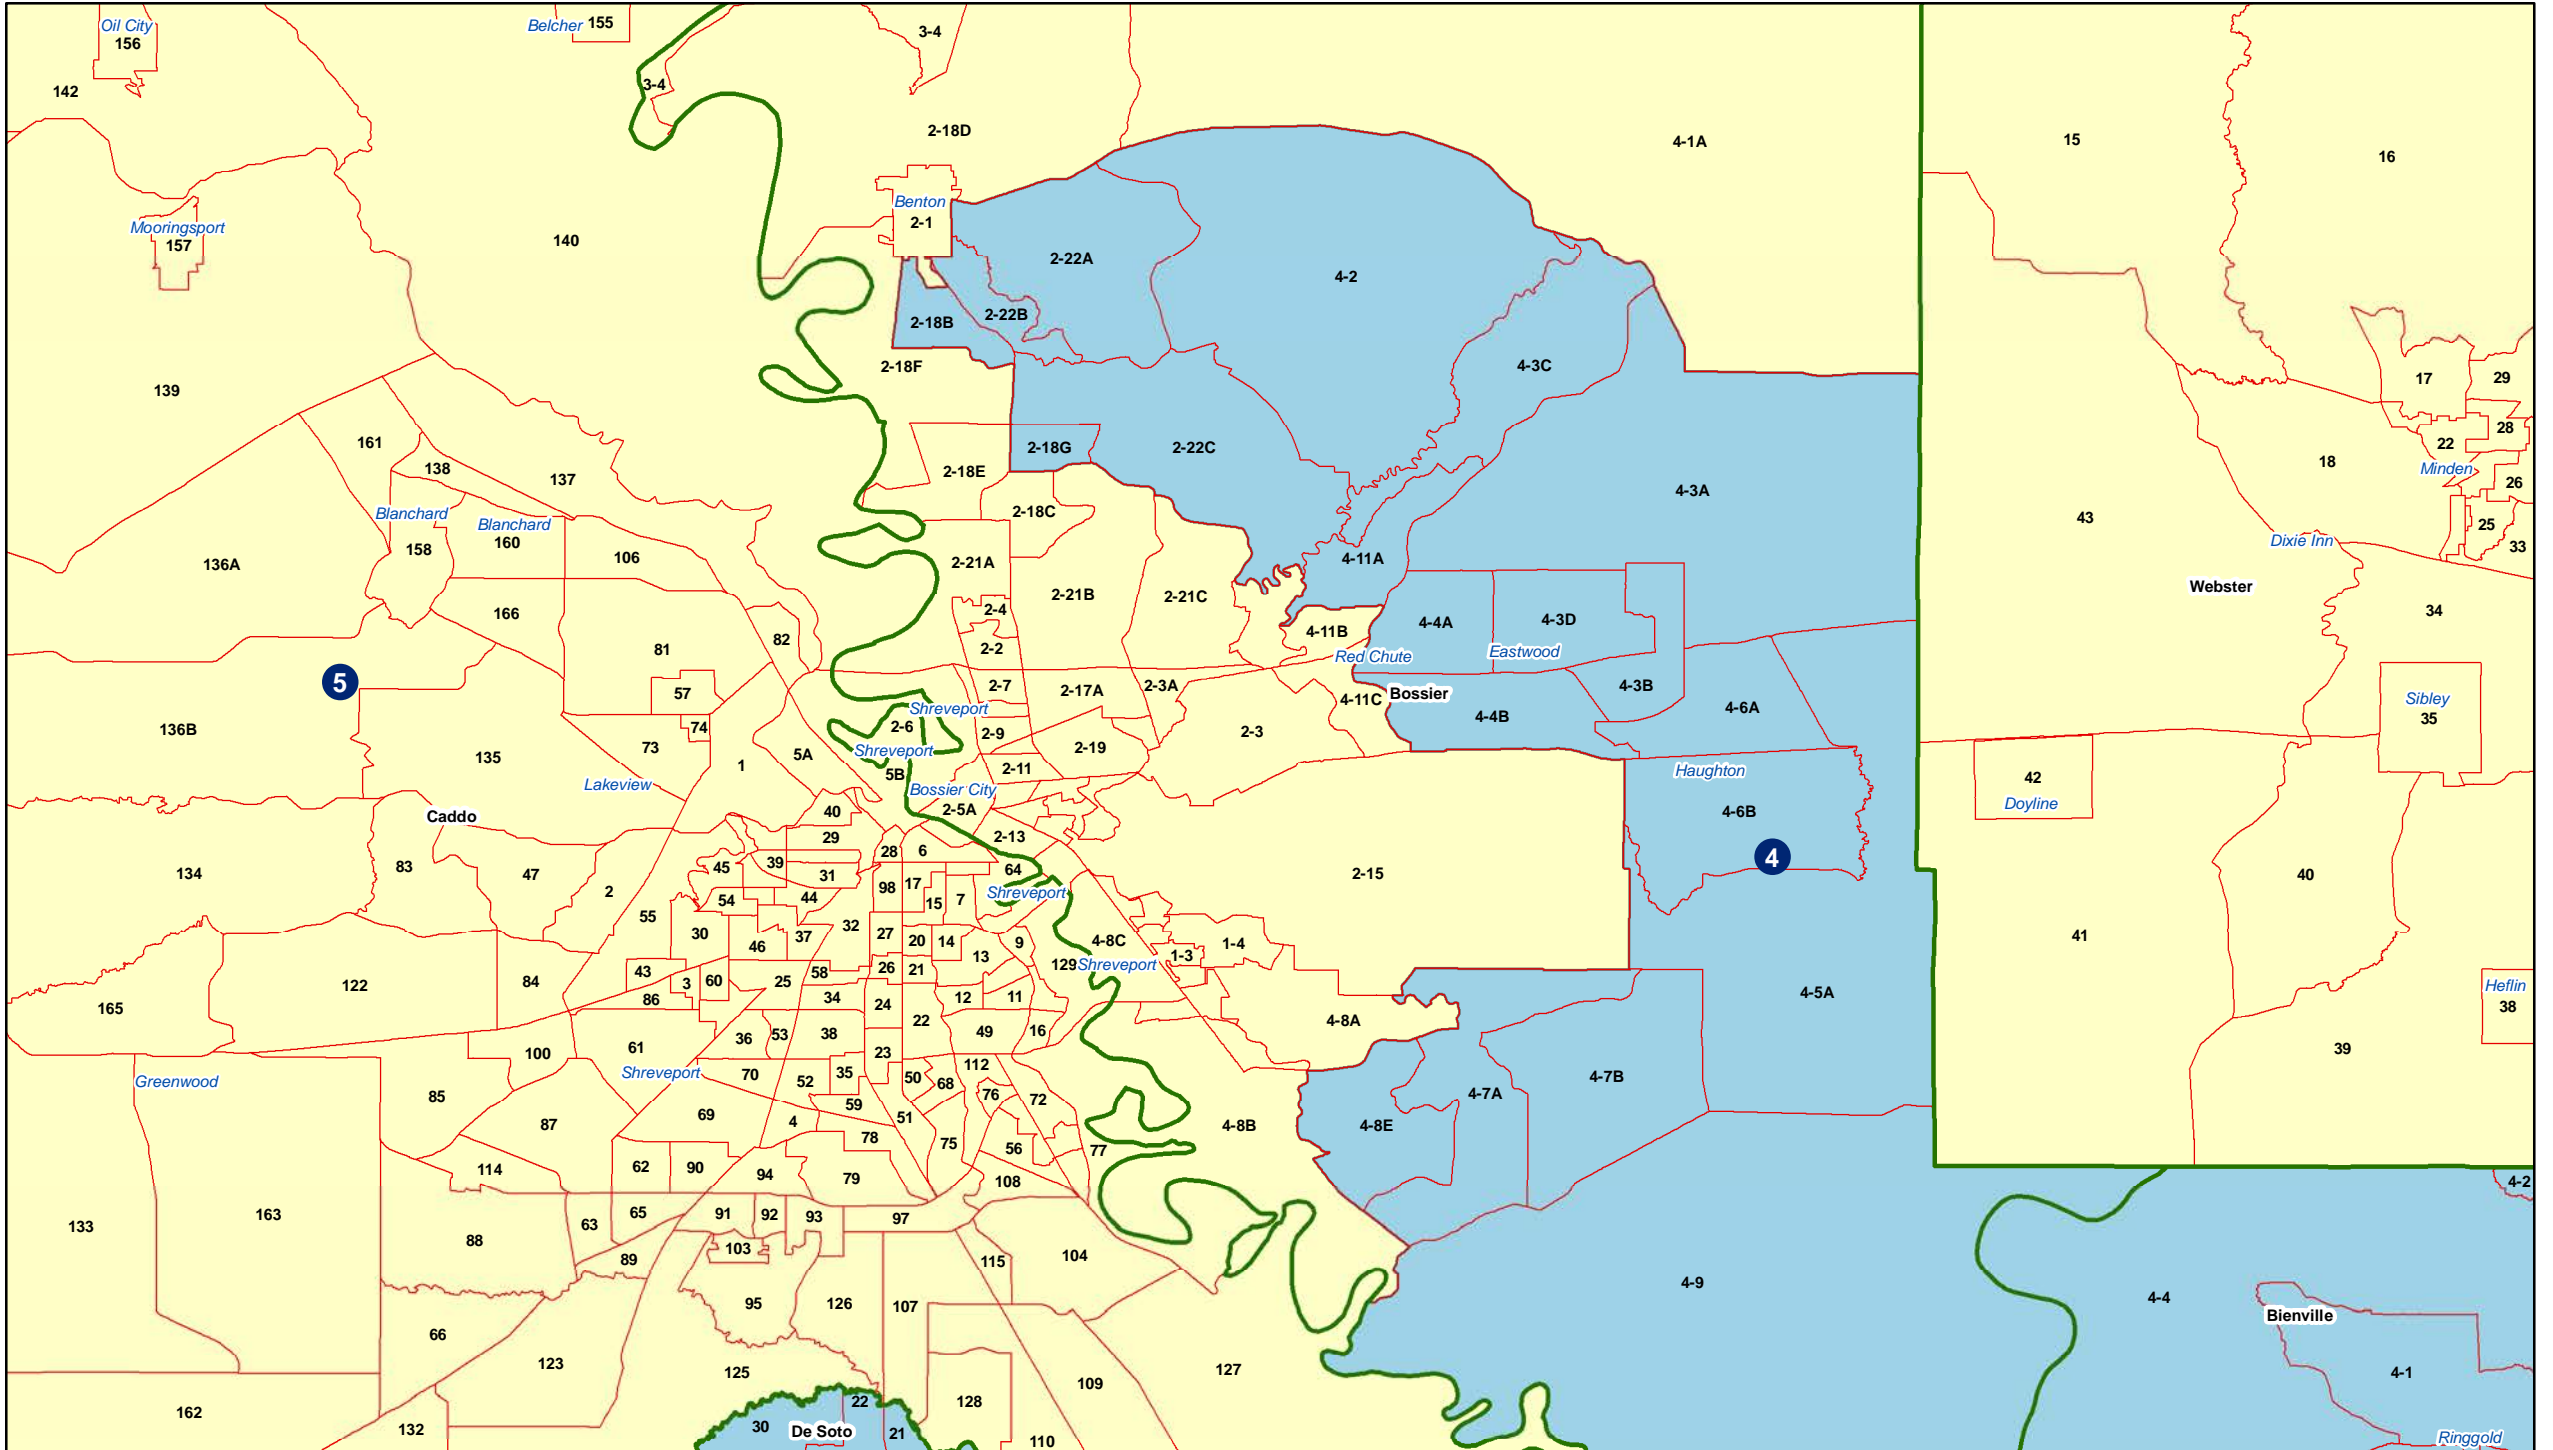 Oil City
156
Belcher 155
3-4
142
3-4
2-18D
4-1A
15
16
Benton
2-1
Mooringsport
157
140
2-22A
4-2
2-18B
2-22B
2-18F
4-3C
139
17
29
161
138
137
2-18G
2-22C
2-18E
4-3A
28
22
18
Minden
26
Blanchard
Blanchard
160
158
106
2-18C
43
25
33
Dixie Inn
136A
2-21A
4-11A
Webster
2-4
2-21B
2-21C
166
82
81
2-2
4-11B
4-4A
4-3D
34
Red Chute
Eastwood
5
57
2-7
2-17A
2-3A
4-11C
Bossier
4-3B
Sibley
35
136B
74
73
Shreveport
2-6
2-9
2-19
2-3
4-4B
4-6A
135
1
5A
Shreveport
5B
2-11
Lakeview
Bossier City
2-5A
Haughton
42
Doyline
Caddo
40
29
2-13
4-6B
134
83
47
2
45
39
31
28
6
64
4
2-15
40
98
17
54
44
15
7
Shreveport
55
30
46
37
32
27
20
14
13
9
4-8C
1-4
1-3
41
129
Shreveport
165
122
84
43
3
60
86
25
58
34
26
21
24
12
11
4-5A
Heflin
38
22
49
16
4-8A
36
53
38
23
61
100
39
Greenwood
Shreveport
70
52
35
50
68
112
76
72
85
87
69
4
59
51
4-7A
4-7B
4-8B
4-8E
78
75
56
77
114
62
90
94
79
108
4-2
133
163
88
63
65
91
92
93
97
89
103
115
104
4-9
4-4
95
126
107
66
Bienville
123
125
109
127
4-1
162
132
30
De Soto
22
21
128
110
Ringgold